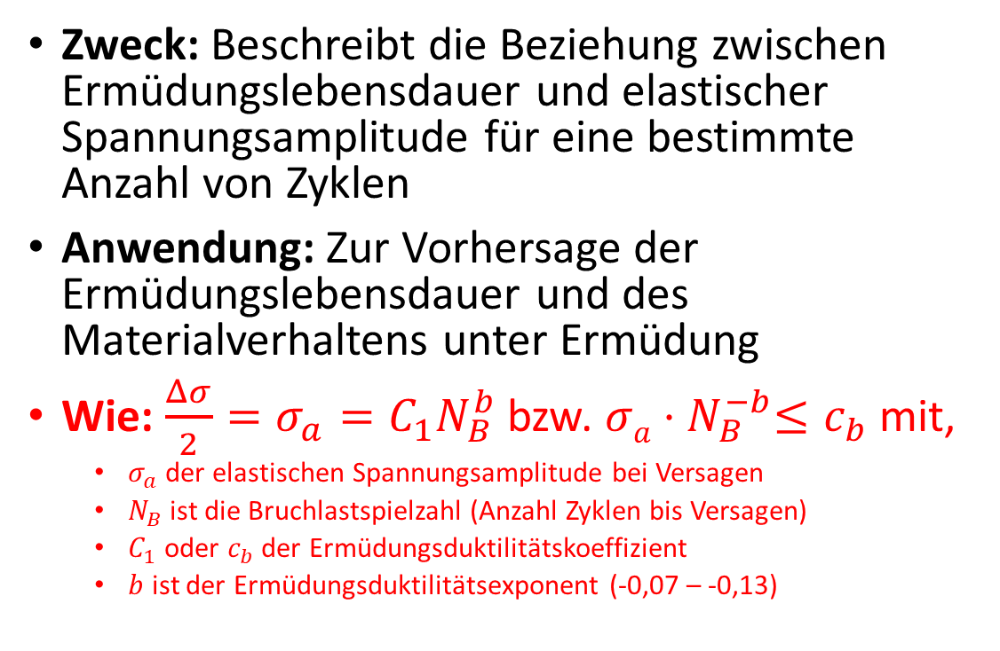 • Zweck: Beschreibt die Beziehung zwischen
Ermüdungslebensdauer und elastischer
Spannungsamplitude für eine bestimmte
Anzahl von Zyklen
• Anwendung: Zur Vorhersage der
Ermüdungslebensdauer und des
Materialverhaltens unter Ermüdung
• Wie: $\frac{\Delta\sigma}{2} = \sigma_a = C_1 N_B^b$ bzw. $\sigma_a \cdot N_B^{-b} \leq c_b$ mit,
• $\sigma_a$ der elastischen Spannungsamplitude bei Versagen
• $N_B$ ist die Bruchlastspielzahl (Anzahl Zyklen bis Versagen)
• $C_1$ oder $c_b$ der Ermüdungsduktilitätskoeffizient
• $b$ ist der Ermüdungsduktilitätsexponent (-0,07 – -0,13)